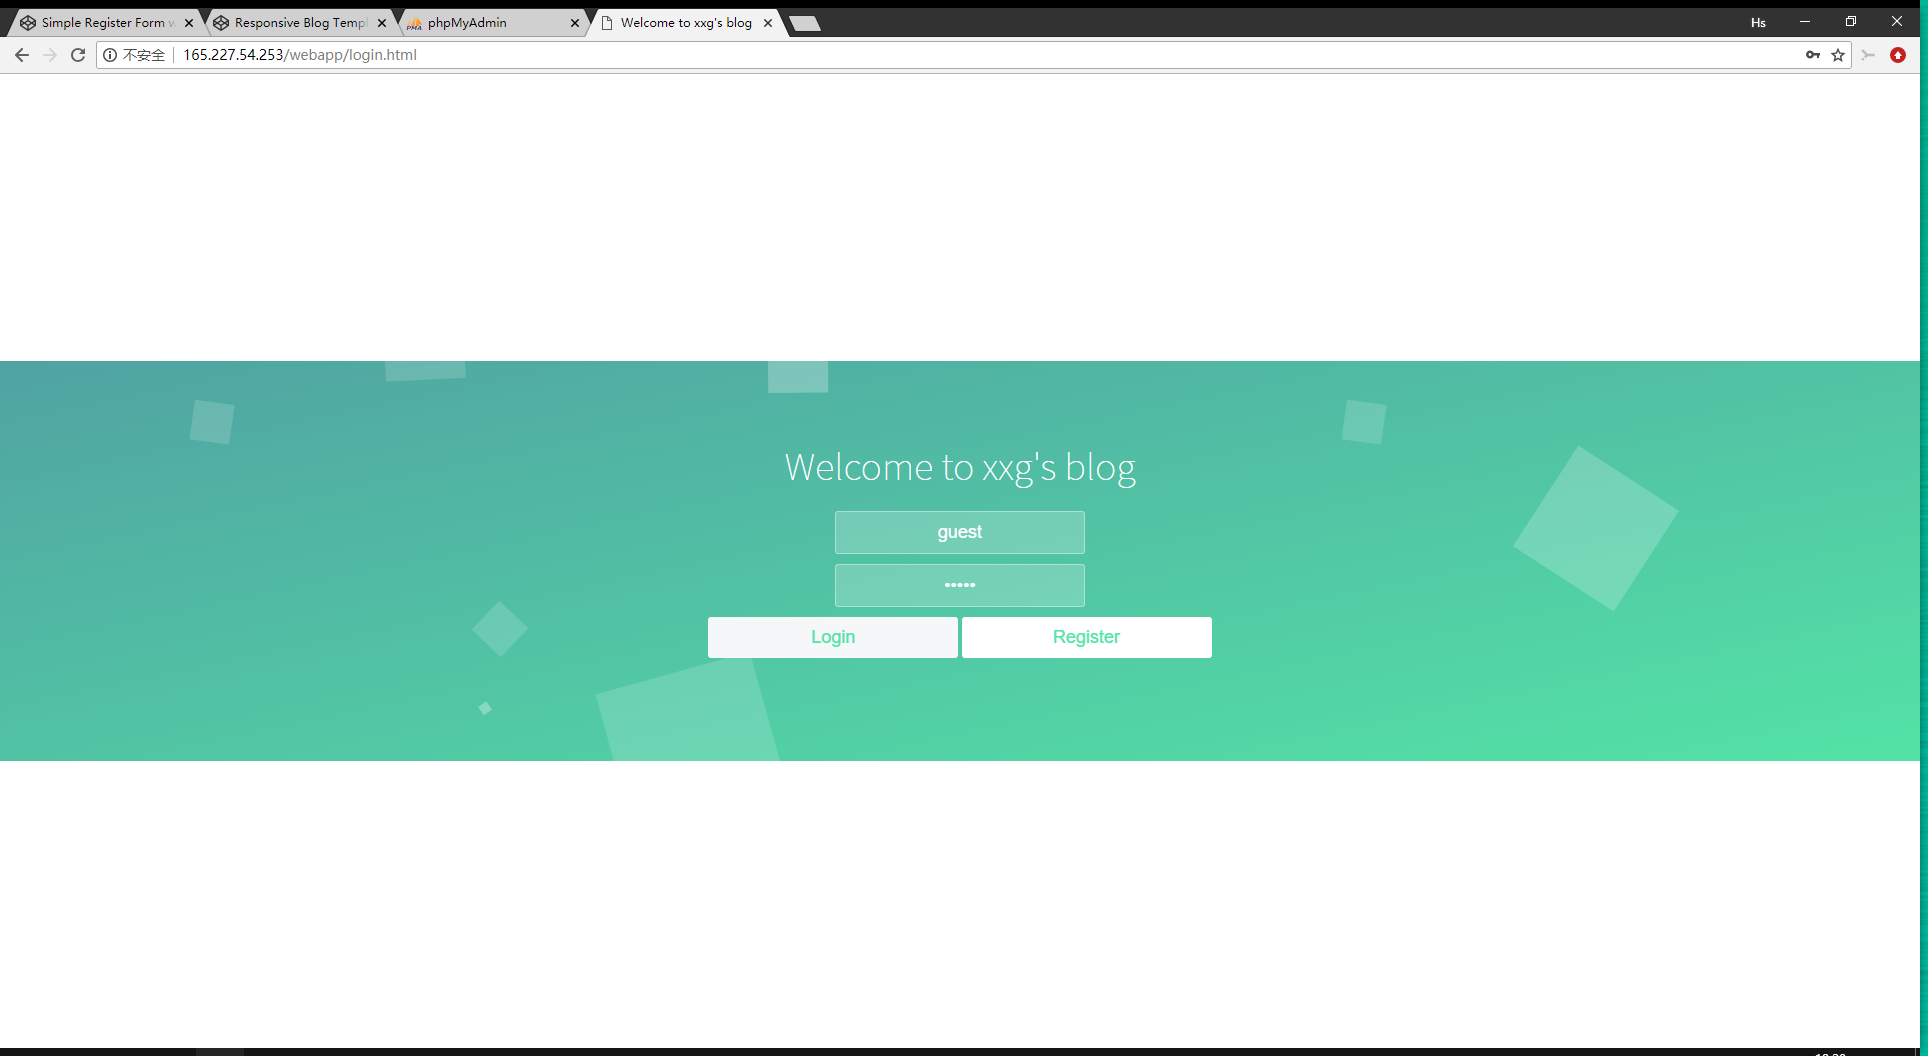 Simple Register Form w
Responsive Blog Templ
phpMyAdmin
Welcome to xxg's blog
Hs
不安全
165.227.54.253/webapp/login.html
Welcome to xxg's blog
guest
•••••
Login
Register